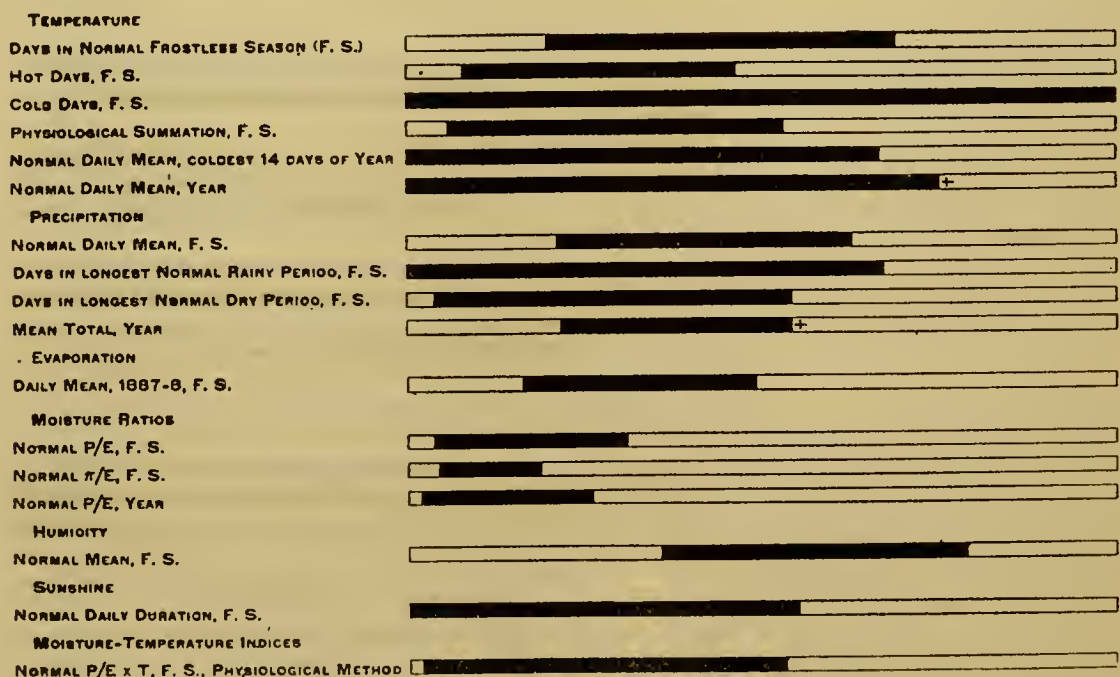 TEMPERATURE
DAYS IN NORMAL FROSTLESS SEASON (F. S.)
HOT DAYS, F. S.
COLD DAYS, F. S.
PHYSIOLOGICAL SUMMATION, F. S.
NORMAL DAILY MEAN, COLDEST 14 DAYS OF YEAR
NORMAL DAILY MEAN, YEAR +
PRECIPITATION
NORMAL DAILY MEAN, F. S.
DAYS IN LONGEST NORMAL RAINY PERIOD, F. S.
DAYS IN LONGEST NORMAL DRY PERIOD, F. S.
MEAN TOTAL, YEAR +
EVAPORATION
DAILY MEAN, 1887-8, F. S.
MOISTURE RATIOS
NORMAL P/E, F. S.
NORMAL π/E, F. S.
NORMAL P/E, YEAR
HUMIDITY
NORMAL MEAN, F. S.
SUNSHINE
NORMAL DAILY DURATION, F. S.
MOISTURE-TEMPERATURE INDICES
NORMAL P/E x T, F. S., PHYSIOLOGICAL METHOD